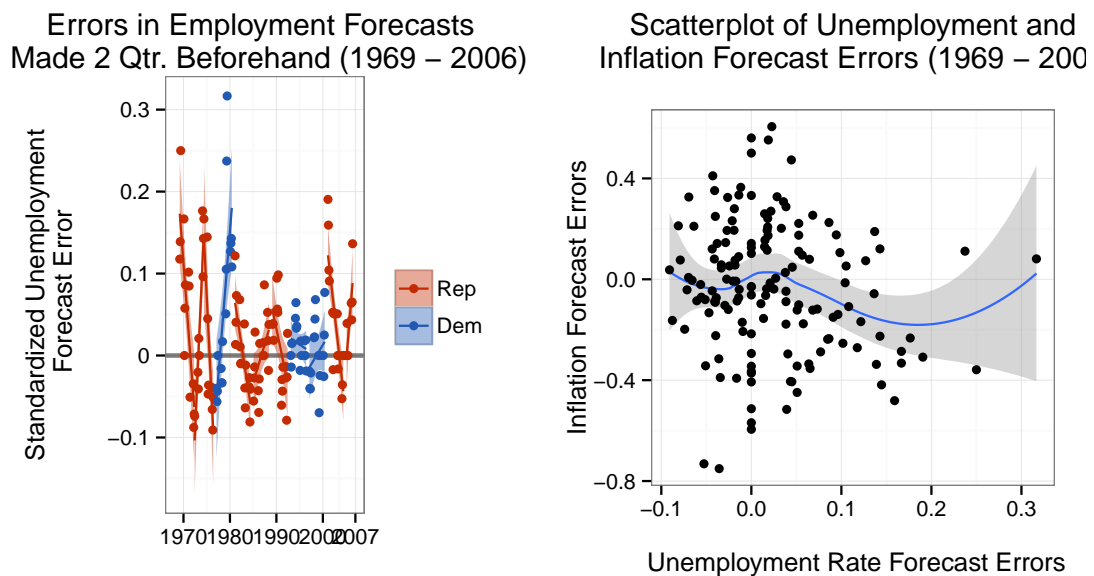 Errors in Employment Forecasts
Made 2 Qtr. Beforehand (1969 – 2006)
Standardized Unemployment
Forecast Error
0.3
0.2
0.1
0
−0.1
1970
1980
1990
2000
2007
Rep
Dem
Scatterplot of Unemployment and
Inflation Forecast Errors (1969 – 200
Inflation Forecast Errors
0.4
0.0
−0.4
−0.8
−0.1
0.0
0.1
0.2
0.3
Unemployment Rate Forecast Errors